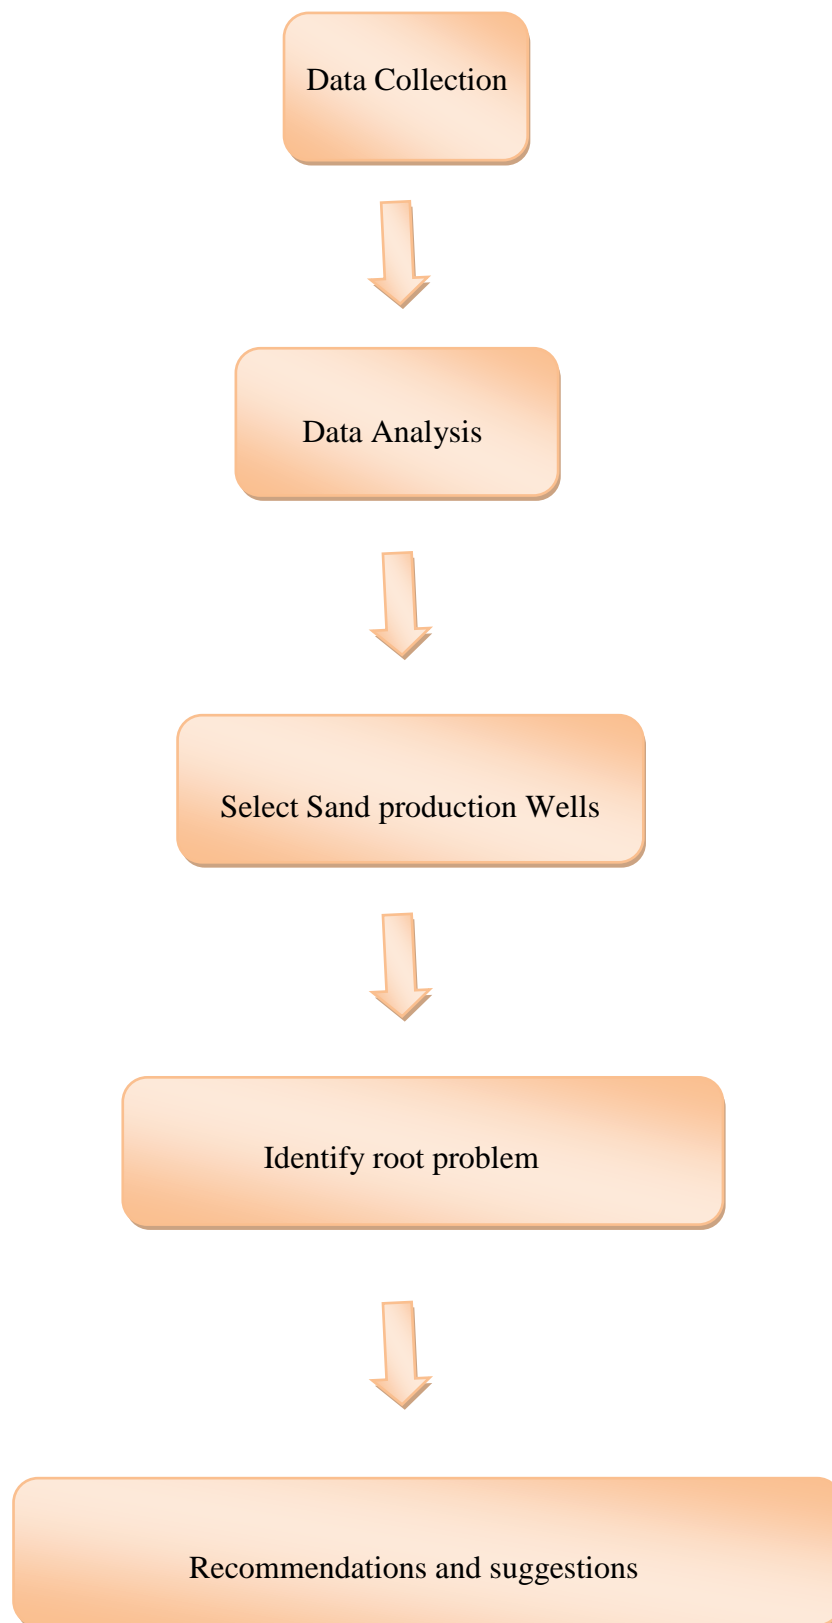 Data Collection
Data Analysis
Select Sand production Wells
Identify root problem
Recommendations and suggestions